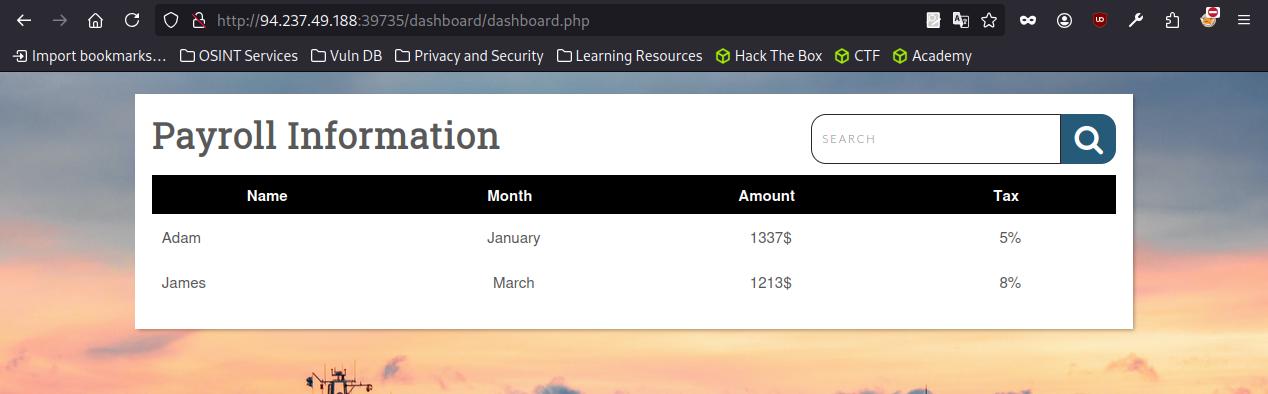 http://94.237.49.188:39735/dashboard/dashboard.php
Import bookmarks... OSINT Services Vuln DB Privacy and Security Learning Resources Hack The Box CTF Academy
Payroll Information
SEARCH
Name Month Amount Tax
Adam January 1337$ 5%
James March 1213$ 8%